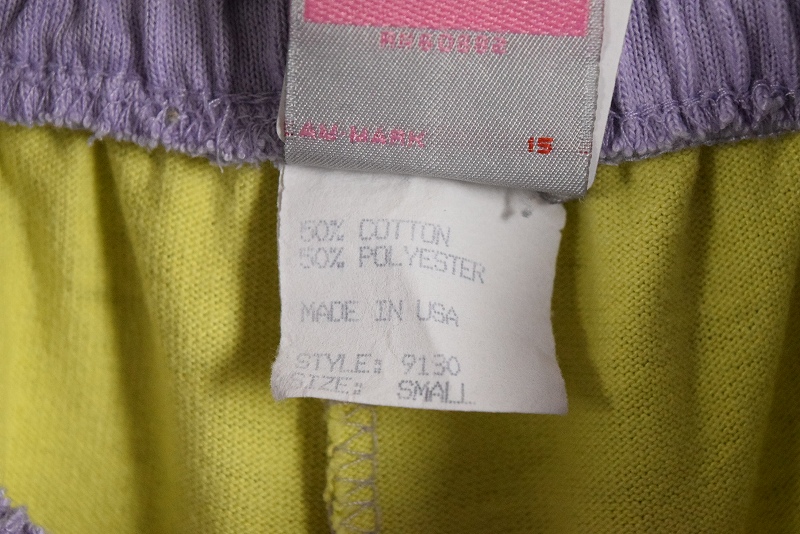 50% COTTON
50% POLYESTER
MADE IN USA
STYLE: 9130
SIZE: SMALL